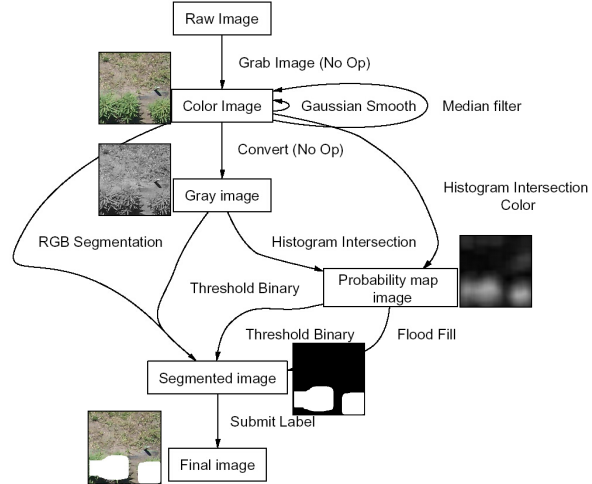 Raw Image
Grab Image (No Op)
Color Image
Gaussian Smooth
Median filter
Convert (No Op)
Gray image
Histogram Intersection
Color
RGB Segmentation
Histogram Intersection
Probability map
image
Threshold Binary
Threshold Binary
Flood Fill
Segmented image
Submit Label
Final image